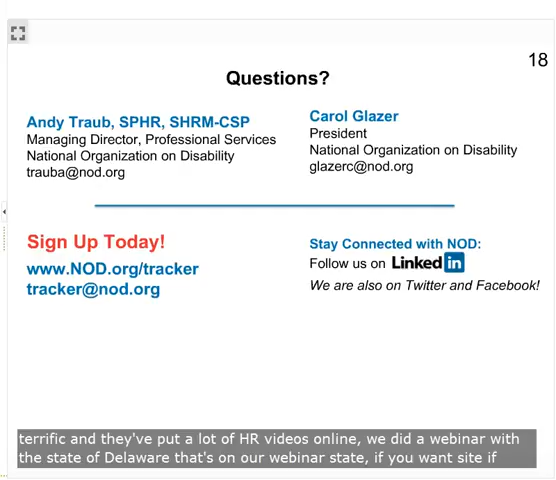 18
Questions?
Andy Traub, SPHR, SHRM-CSP
Managing Director, Professional Services
National Organization on Disability
trauba@nod.org
Carol Glazer
President
National Organization on Disability
glazerc@nod.org
Sign Up Today!
www.NOD.org/tracker
tracker@nod.org
Stay Connected with NOD:
Follow us on Linked in
We are also on Twitter and Facebook!
terrific and they've put a lot of HR videos online, we did a webinar with
the state of Delaware that's on our webinar state, if you want site if